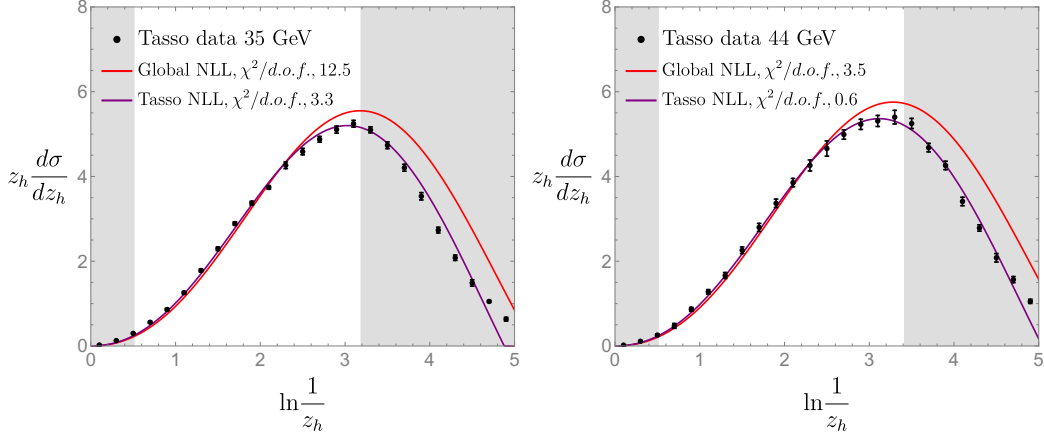 Tasso data 35 GeV
Global NLL, χ²/d.o.f., 12.5
Tasso NLL, χ²/d.o.f., 3.3
z_h dσ/dz_h
8
6
4
2
0
0 1 2 3 4 5
ln 1/z_h
Tasso data 44 GeV
Global NLL, χ²/d.o.f., 3.5
Tasso NLL, χ²/d.o.f., 0.6
z_h dσ/dz_h
8
6
4
2
0
0 1 2 3 4 5
ln 1/z_h